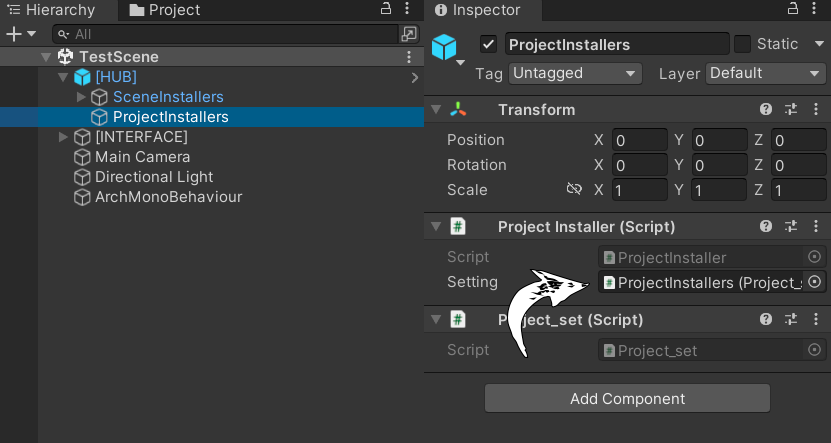 Hierarchy
Project
All
TestScene
[HUB]
SceneInstallers
ProjectInstallers
[INTERFACE]
Main Camera
Directional Light
ArchMonoBehaviour
Inspector
ProjectInstallers
Static
Tag Untagged Layer Default
Transform
Position X 0 Y 0 Z 0
Rotation X 0 Y 0 Z 0
Scale X 1 Y 1 Z 1
Project Installer (Script)
Script ProjectInstaller
Setting ProjectInstallers (Project_s
Project_set (Script)
Script Project_set
Add Component